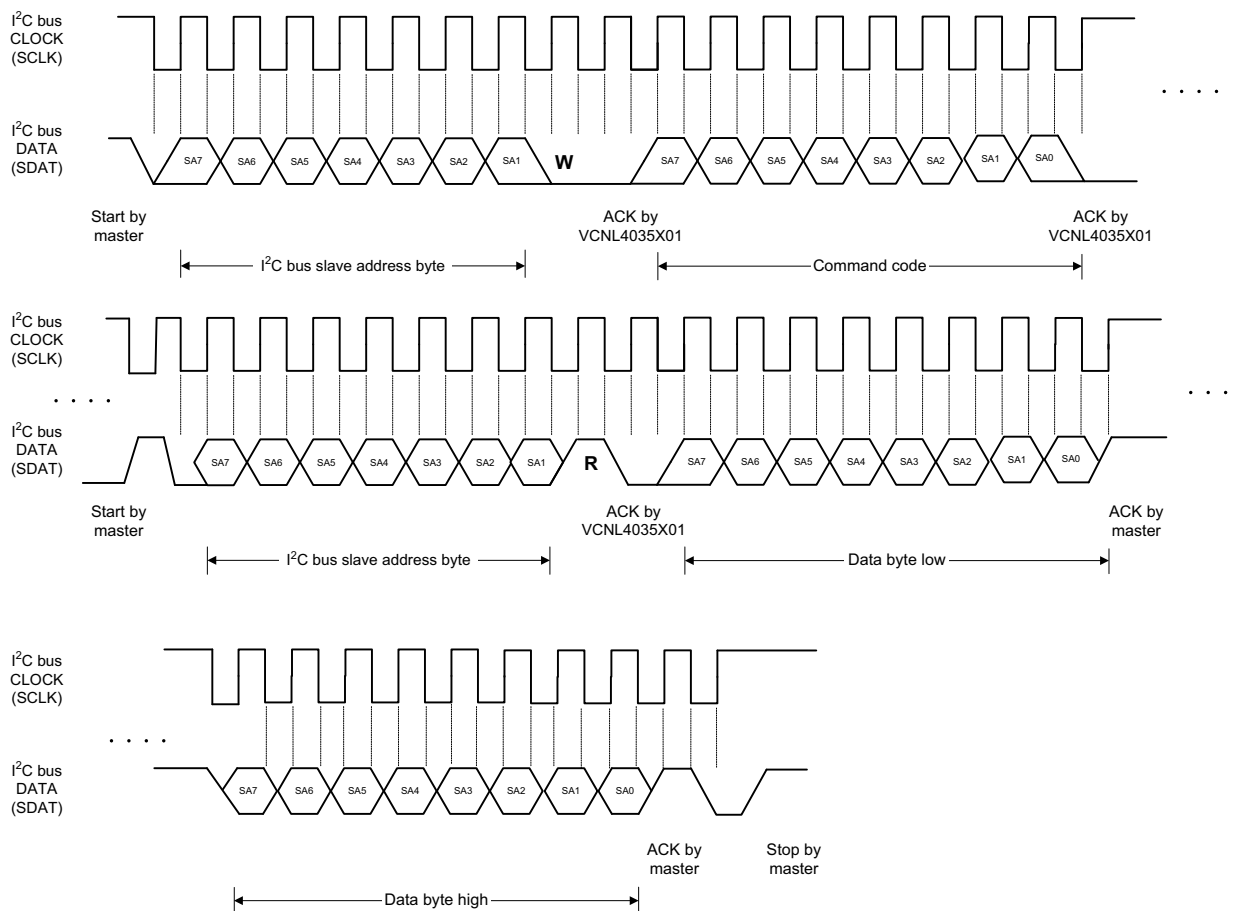 I²C bus
CLOCK
(SCLK)
. . . .
I²C bus
DATA
(SDAT)
SA7 SA6 SA5 SA4 SA3 SA2 SA1 W SA7 SA6 SA5 SA4 SA3 SA2 SA1 SA0
Start by
master
ACK by
VCNL4035X01
ACK by
VCNL4035X01
I²C bus slave address byte
Command code
I²C bus
CLOCK
(SCLK)
. . . .
. . . .
I²C bus
DATA
(SDAT)
SA7 SA6 SA5 SA4 SA3 SA2 SA1 R SA7 SA6 SA5 SA4 SA3 SA2 SA1 SA0
Start by
master
ACK by
VCNL4035X01
ACK by
master
I²C bus slave address byte
Data byte low
I²C bus
CLOCK
(SCLK)
. . . .
I²C bus
DATA
(SDAT)
SA7 SA6 SA5 SA4 SA3 SA2 SA1 SA0
ACK by
master
Stop by
master
Data byte high